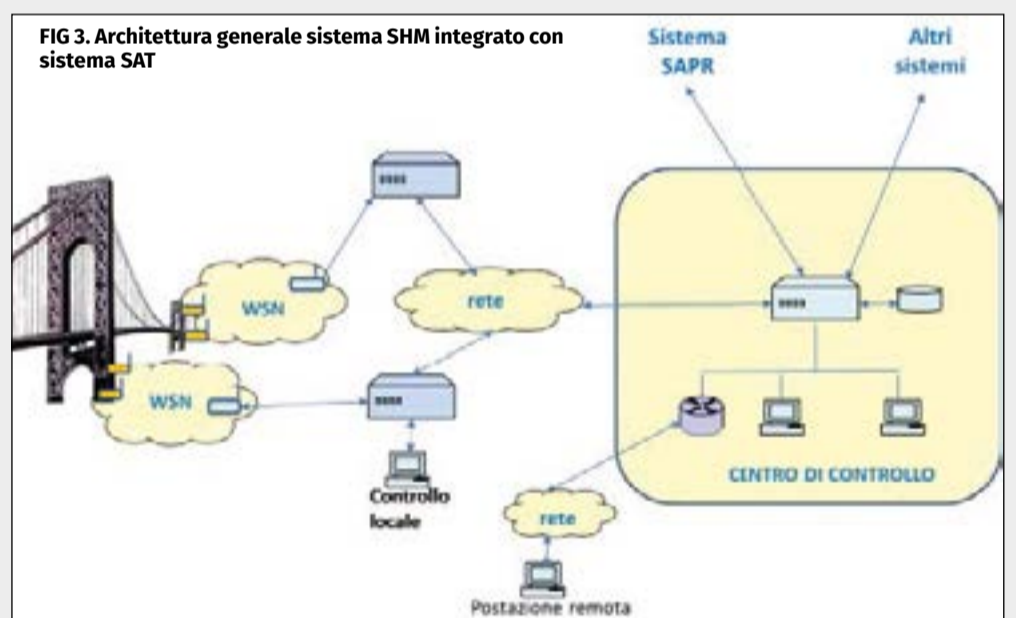 FIG 3. Architettura generale sistema SHM integrato con
sistema SAT
Sistema
SAPR
Altri
sistemi
WSN
rete
WSN
Controllo
locale
CENTRO DI CONTROLLO
rete
Postazione remota